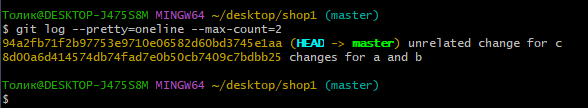 Толик@DESKTOP-J475S8M MINGW64 ~/desktop/shop1 (master)
$ git log --pretty=oneline --max-count=2
94a2fb71f2b97753e9710e06582d60bd3745e1aa (HEAD -> master) unrelated change for c
8d00a6d414574db74fad7e0b50cb7409c7bdbb25 changes for a and b
Толик@DESKTOP-J475S8M MINGW64 ~/desktop/shop1 (master)
$